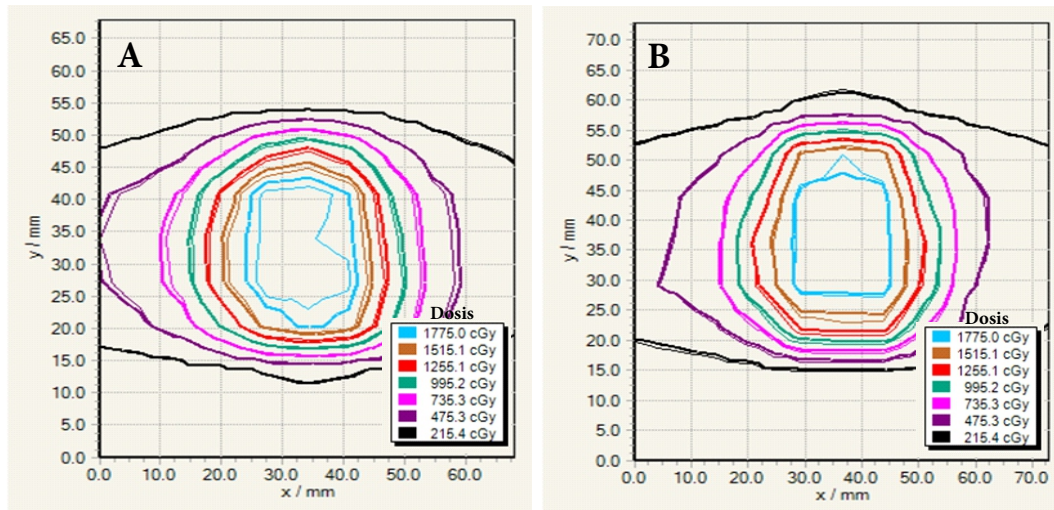 A
65.0
60.0
55.0
50.0
45.0
40.0
35.0
30.0
25.0
20.0
15.0
10.0
5.0
0.0
y / mm
0.0 10.0 20.0 30.0 40.0 50.0 60.0
x / mm
Dosis
1775.0 cGy
1515.1 cGy
1255.1 cGy
995.2 cGy
735.3 cGy
475.3 cGy
215.4 cGy
B
70.0
65.0
60.0
55.0
50.0
45.0
40.0
35.0
30.0
25.0
20.0
15.0
10.0
5.0
0.0
y / mm
0.0 10.0 20.0 30.0 40.0 50.0 60.0 70.0
x / mm
Dosis
1775.0 cGy
1515.1 cGy
1255.1 cGy
995.2 cGy
735.3 cGy
475.3 cGy
215.4 cGy